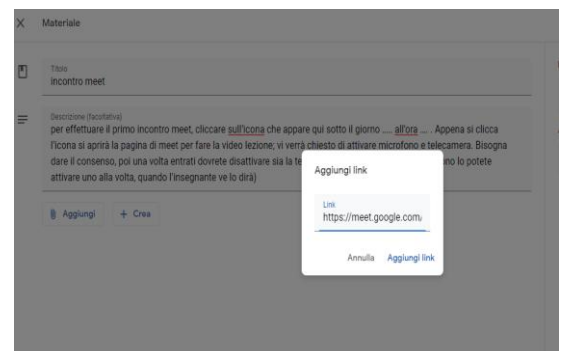 Materiale
Titolo
incontro meet
Descrizione (facoltativa)
per effettuare il primo incontro meet, cliccare sull'icona che appare qui sotto il giorno .... all'ora ... . Appena si clicca
l'icona si aprirà la pagina di meet per fare la video lezione; vi verrà chiesto di attivare microfono e telecamera. Bisogna
dare il consenso, poi una volta entrati dovrete disattivare sia la te no lo potete
attivare uno alla volta, quando l'insegnante ve lo dirà)
Aggiungi
+ Crea
Aggiungi link
Link
https://meet.google.com/
Annulla
Aggiungi link